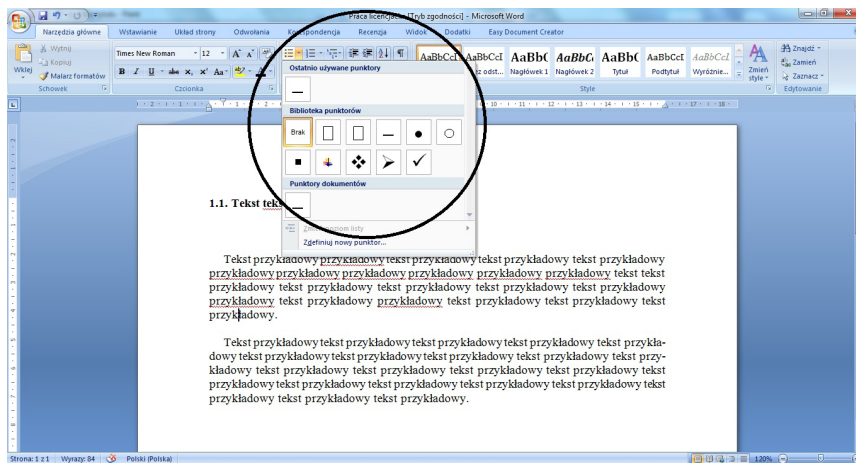 Praca licencjacka [Tryb zgodności] - Microsoft Word
Narzędzia główne Wstawianie Układ strony Odwołania Korespondencja Recenzja Widok Dodatki Easy Document Creator
Wklej
Wytnij
Kopiuj
Malarz formatów
Schowek
Times New Roman 12
Czcionka
AaBbCcI AaBbCcI AaBbC AaBbCc AaBbC AaBbCcI AaBbCcI
ez odst... Nagłówek 1 Nagłówek 2 Tytuł Podtytuł Wyróżnie...
Zmień style
Style
Znajdź
Zamień
Zaznacz
Edytowanie
Ostatnio używane punktory
Biblioteka punktorów
Brak
Punktory dokumentów
Zmień poziom listy
Zdefiniuj nowy punktor...
1.1. Tekst tek
Tekst przykładowy przykładowy tekst przykładowy tekst przykładowy tekst przykładowy
przykładowy przykładowy przykładowy przykładowy przykładowy przykładowy tekst tekst
przykładowy tekst przykładowy tekst przykładowy tekst przykładowy tekst przykładowy
przykładowy tekst przykładowy przykładowy tekst przykładowy tekst przykładowy tekst
przykładowy.
Tekst przykładowy tekst przykładowy tekst przykładowy tekst przykładowy tekst przykła-
dowy tekst przykładowy tekst przykładowy tekst przykładowy tekst przykładowy tekst przy-
kładowy tekst przykładowy tekst przykładowy tekst przykładowy tekst przykładowy tekst
przykładowy tekst przykładowy tekst przykładowy tekst przykładowy tekst przykładowy tekst
przykładowy tekst przykładowy tekst przykładowy.
Strona: 1 z 1 Wyrazy: 84 Polski (Polska) 120%